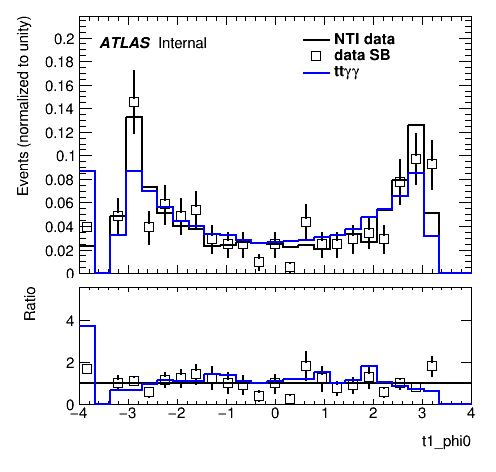 ATLAS Internal
NTI data
data SB
ttγγ
Events (normalized to unity)
0.2
0.18
0.16
0.14
0.12
0.1
0.08
0.06
0.04
0.02
0
Ratio
4
2
0
−4 −3 −2 −1 0 1 2 3 4
t1_phi0